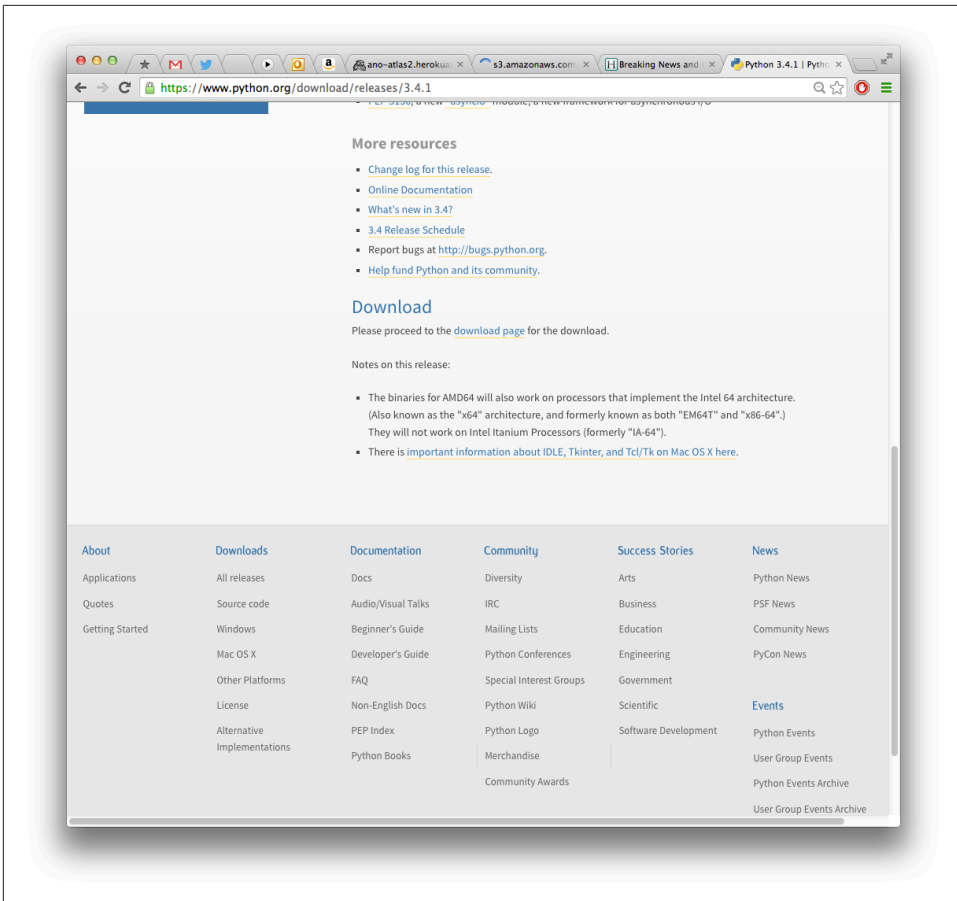 ano-atlas2.herokuap
s3.amazonaws.com
Breaking News and
Python 3.4.1 | Pytho
https://www.python.org/download/releases/3.4.1
PEP 3156, a new "asyncio" module, a new framework for asynchronous I/O
More resources
Change log for this release.
Online Documentation
What's new in 3.4?
3.4 Release Schedule
Report bugs at http://bugs.python.org.
Help fund Python and its community.
Download
Please proceed to the download page for the download.
Notes on this release:
The binaries for AMD64 will also work on processors that implement the Intel 64 architecture.
(Also known as the "x64" architecture, and formerly known as both "EM64T" and "x86-64".)
They will not work on Intel Itanium Processors (formerly "IA-64").
There is important information about IDLE, Tkinter, and Tcl/Tk on Mac OS X here.
About
Applications
Quotes
Getting Started
Downloads
All releases
Source code
Windows
Mac OS X
Other Platforms
License
Alternative
Implementations
Documentation
Docs
Audio/Visual Talks
Beginner's Guide
Developer's Guide
FAQ
Non-English Docs
PEP Index
Python Books
Community
Diversity
IRC
Mailing Lists
Python Conferences
Special Interest Groups
Python Wiki
Python Logo
Merchandise
Community Awards
Success Stories
Arts
Business
Education
Engineering
Government
Scientific
Software Development
News
Python News
PSF News
Community News
PyCon News
Events
Python Events
User Group Events
Python Events Archive
User Group Events Archive